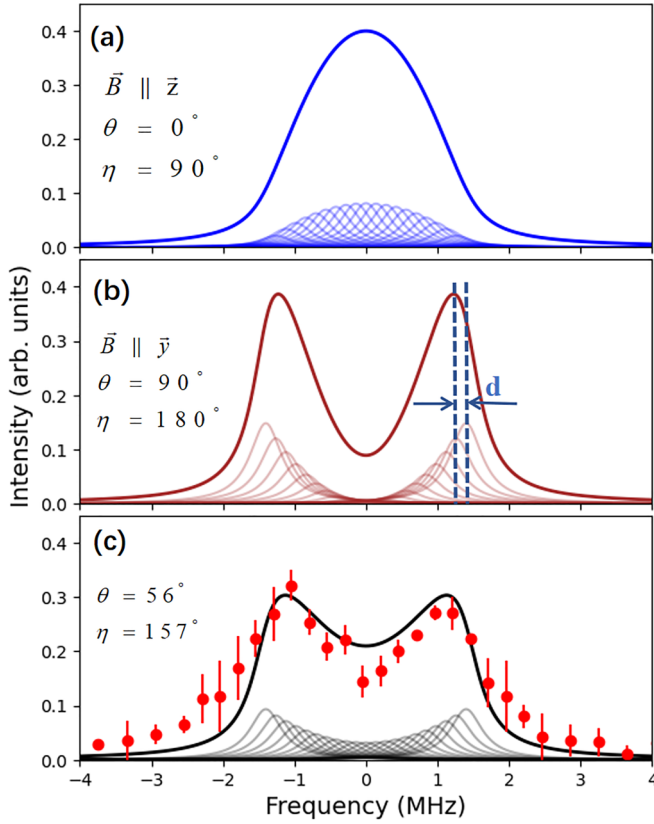 Intensity (arb. units)
(a)
B⃗ ∥ z⃗
θ = 0°
η = 90°
0.4
0.3
0.2
0.1
0.0
(b)
B⃗ ∥ y⃗
θ = 90°
η = 180°
d
0.4
0.3
0.2
0.1
0.0
(c)
θ = 56°
η = 157°
0.4
0.3
0.2
0.1
0.0
−4 −3 −2 −1 0 1 2 3 4
Frequency (MHz)